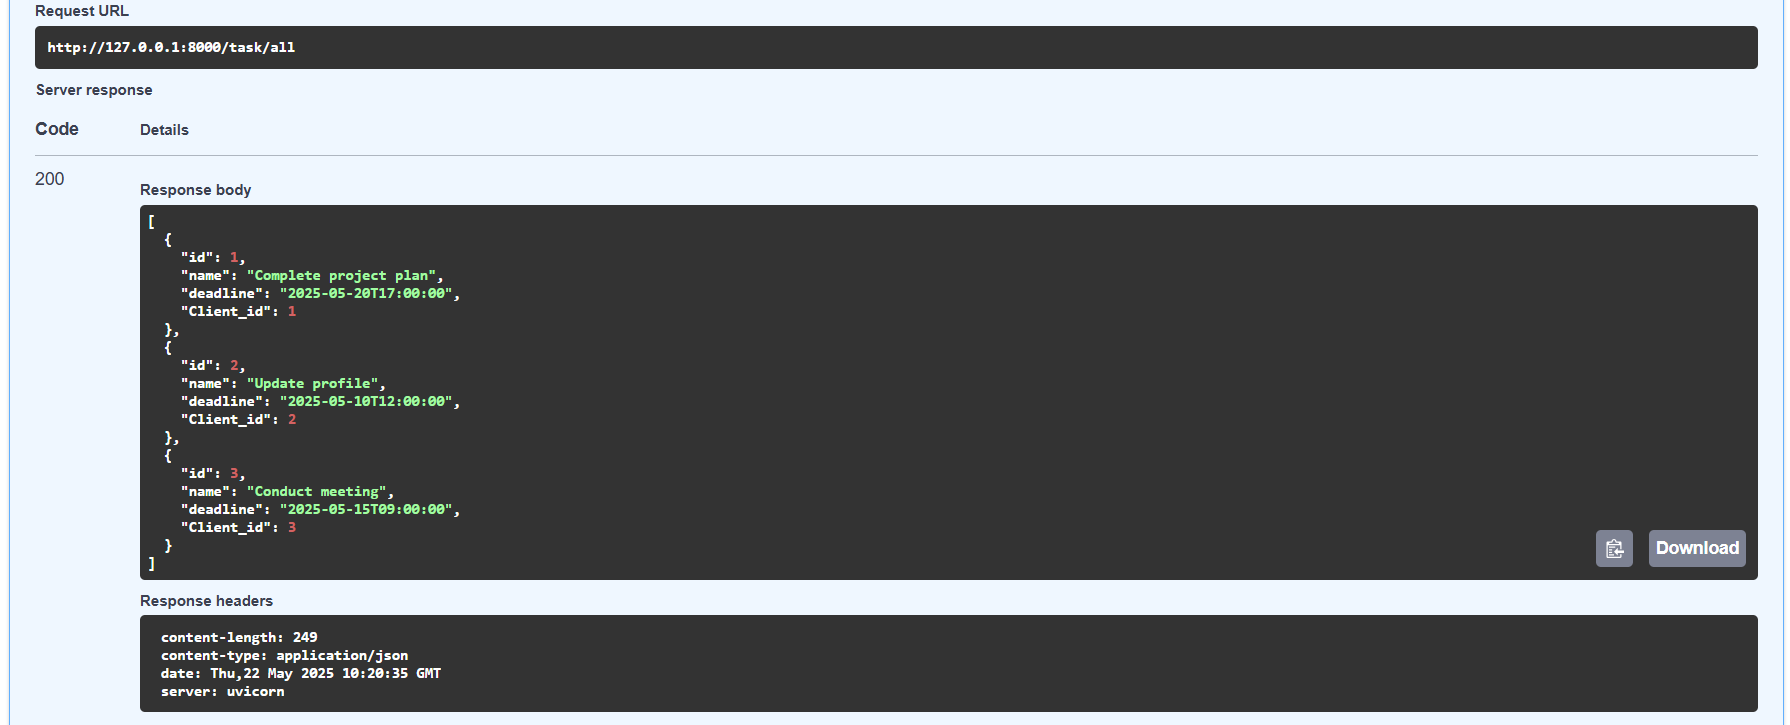 Request URL
http://127.0.0.1:8000/task/all
Server response
Code Details
200
Response body
[
  {
    "id": 1,
    "name": "Complete project plan",
    "deadline": "2025-05-20T17:00:00",
    "Client_id": 1
  },
  {
    "id": 2,
    "name": "Update profile",
    "deadline": "2025-05-10T12:00:00",
    "Client_id": 2
  },
  {
    "id": 3,
    "name": "Conduct meeting",
    "deadline": "2025-05-15T09:00:00",
    "Client_id": 3
  }
]
Download
Response headers
content-length: 249
content-type: application/json
date: Thu,22 May 2025 10:20:35 GMT
server: uvicorn